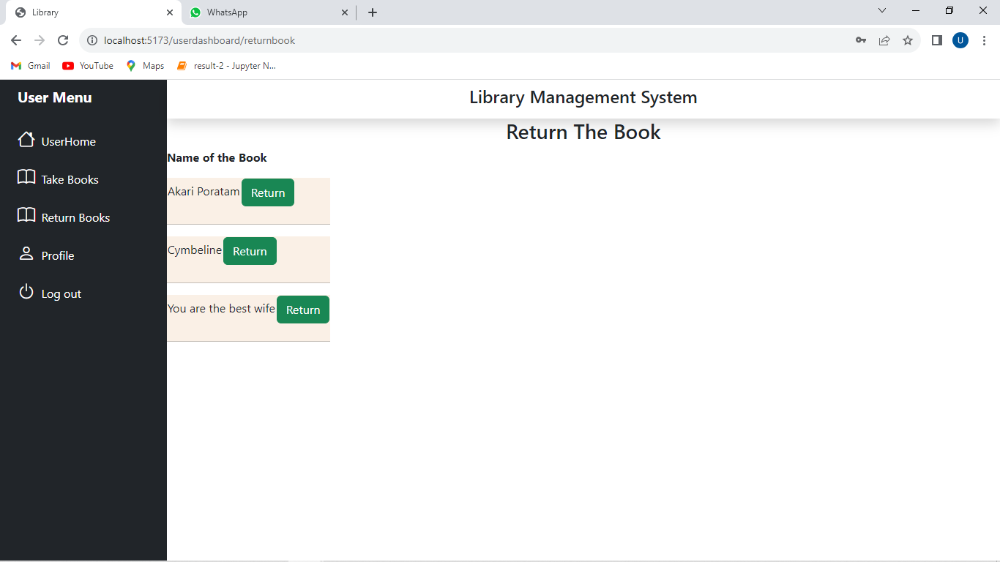 Library
WhatsApp
localhost:5173/userdashboard/returnbook
U
Gmail
YouTube
Maps
result-2 - Jupyter N...
User Menu
UserHome
Take Books
Return Books
Profile
Log out
Library Management System
Return The Book
Name of the Book
Akari Poratam Return
Cymbeline Return
You are the best wife Return